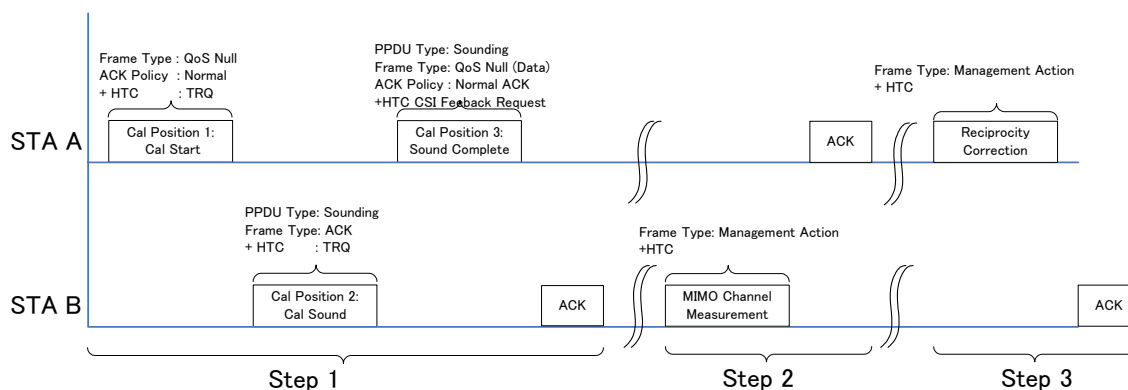 Frame Type : QoS Null
ACK Policy : Normal
+ HTC : TRQ
PPDU Type: Sounding
Frame Type: QoS Null (Data)
ACK Policy : Normal ACK
+HTC CSI Feeback Request
Frame Type: Management Action
+ HTC
STA A
Cal Position 1:
Cal Start
Cal Position 3:
Sound Complete
ACK
Reciprocity
Correction
PPDU Type: Sounding
Frame Type: ACK
+ HTC : TRQ
Frame Type: Management Action
+HTC
STA B
Cal Position 2:
Cal Sound
ACK
MIMO Channel
Measurement
ACK
Step 1
Step 2
Step 3